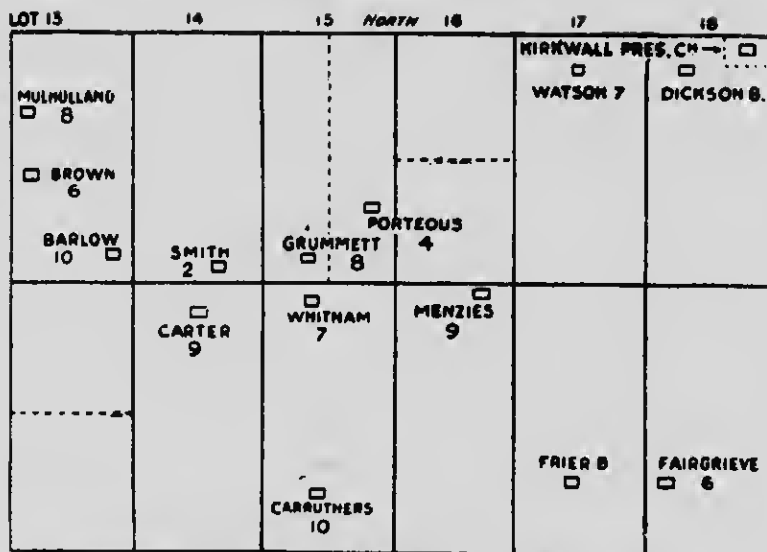 LOT 13 14 15 NORTH 16 17 18
KIRKWALL PRES. CH→
WATSON 7
DICKSON 8.
MULHULLAND
8
BROWN
6
BARLOW
10
SMITH
2
GRUMMETT
8
PORTEOUS
4
CARTER
9
WHITNAM
7
MENZIES
9
FRIER 8
FAIRGRIEVE
6
CARRUTHERS
10